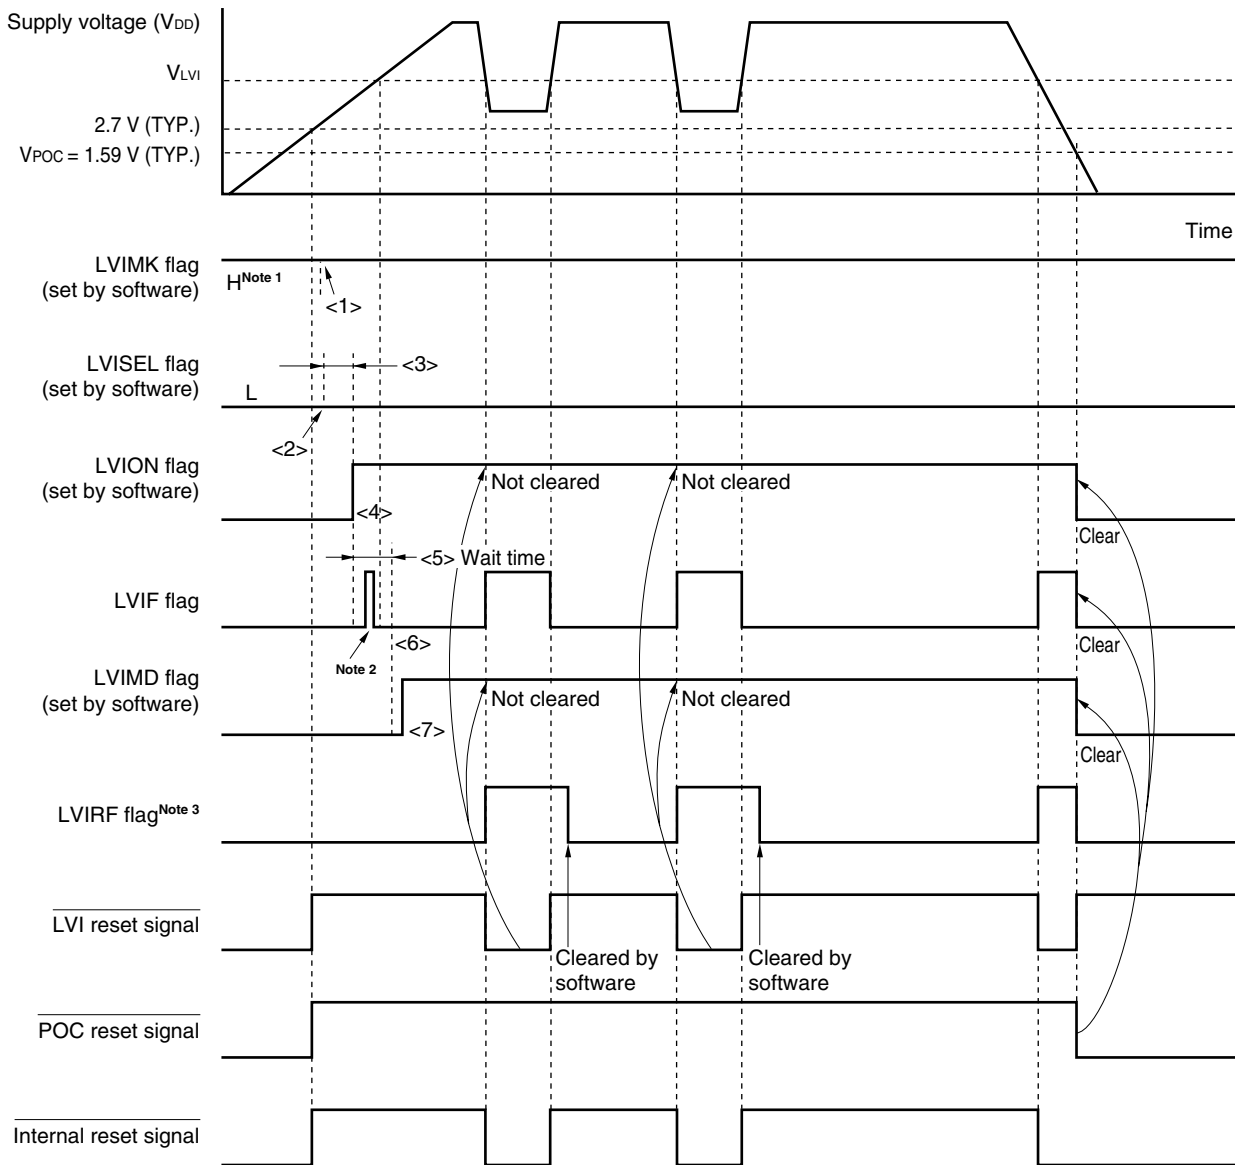 Supply voltage (VDD)
VLVI
2.7 V (TYP.)
VPOC = 1.59 V (TYP.)
Time
LVIMK flag
(set by software)
HNote 1
<1>
LVISEL flag
(set by software)
<3>
L
<2>
LVION flag
(set by software)
Not cleared
Not cleared
<4>
Clear
<5> Wait time
LVIF flag
<6>
Note 2
Clear
LVIMD flag
(set by software)
Not cleared
Not cleared
<7>
Clear
LVIRF flagNote 3
LVI reset signal
Cleared by
software
Cleared by
software
POC reset signal
Internal reset signal